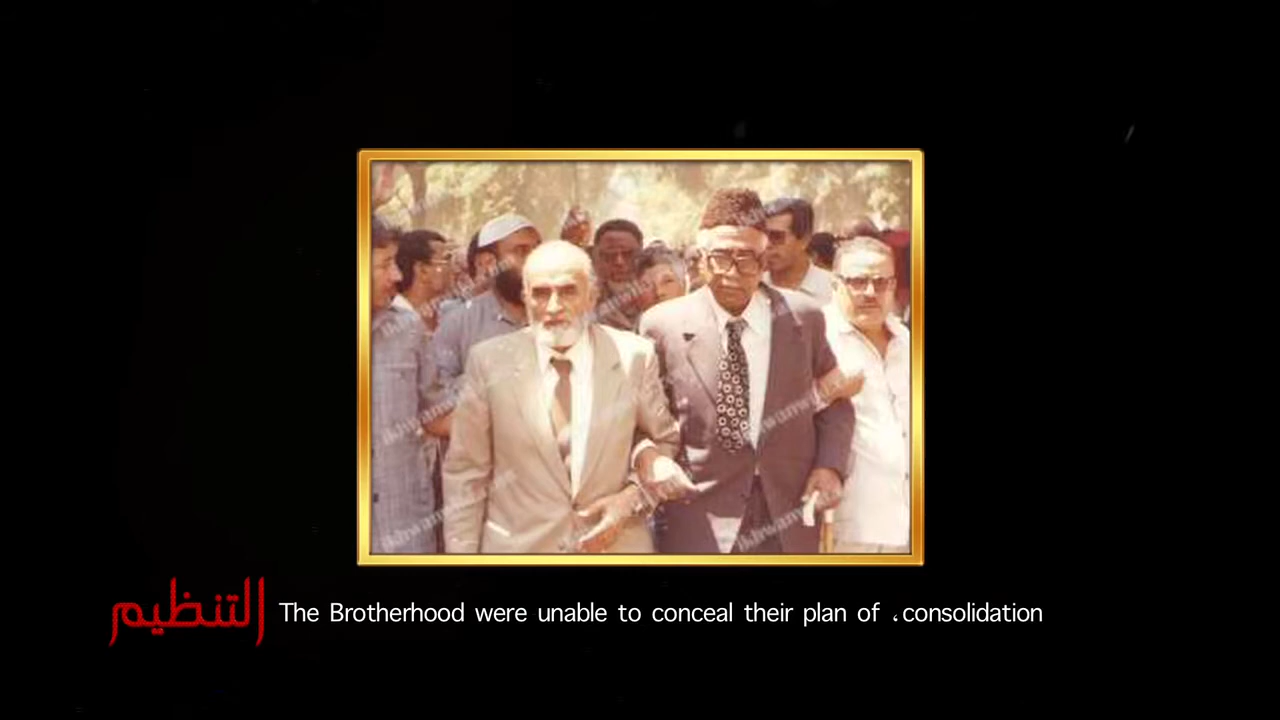 التنظيم
The Brotherhood were unable to conceal their plan of ،consolidation